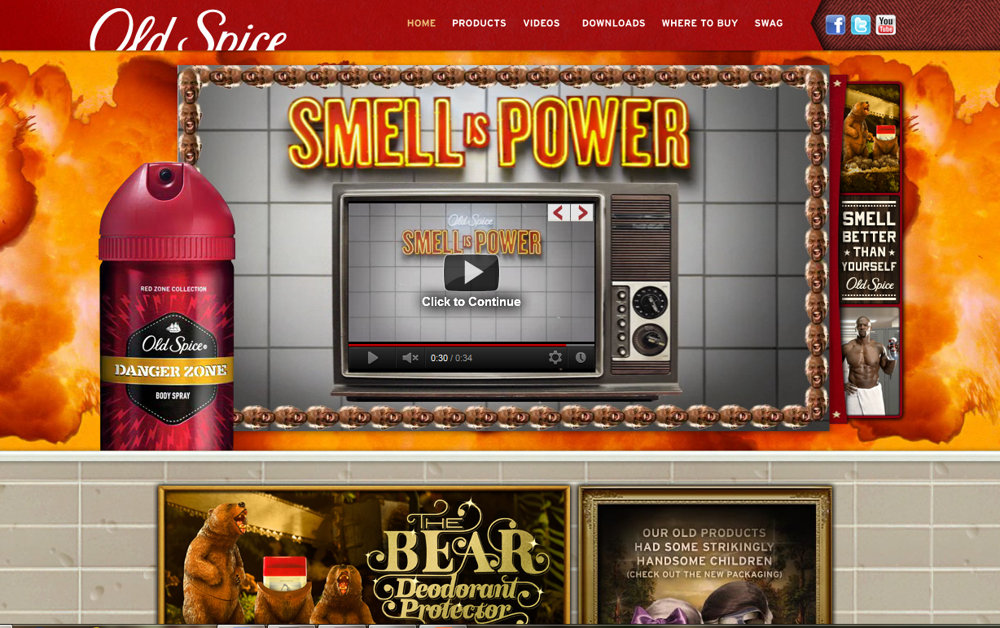 Old Spice
HOME PRODUCTS VIDEOS DOWNLOADS WHERE TO BUY SWAG
f t You Tube
SMELL IS POWER
Old Spice
SMELL IS POWER
Click to Continue
0:30 / 0:34
RED ZONE COLLECTION
Old Spice®
DANGER ZONE
BODY SPRAY
SMELL
BETTER
THAN
YOURSELF
Old Spice
THE
BEAR
Deodorant
Protector
OUR OLD PRODUCTS
HAD SOME STRIKINGLY
HANDSOME CHILDREN
(CHECK OUT THE NEW PACKAGING)